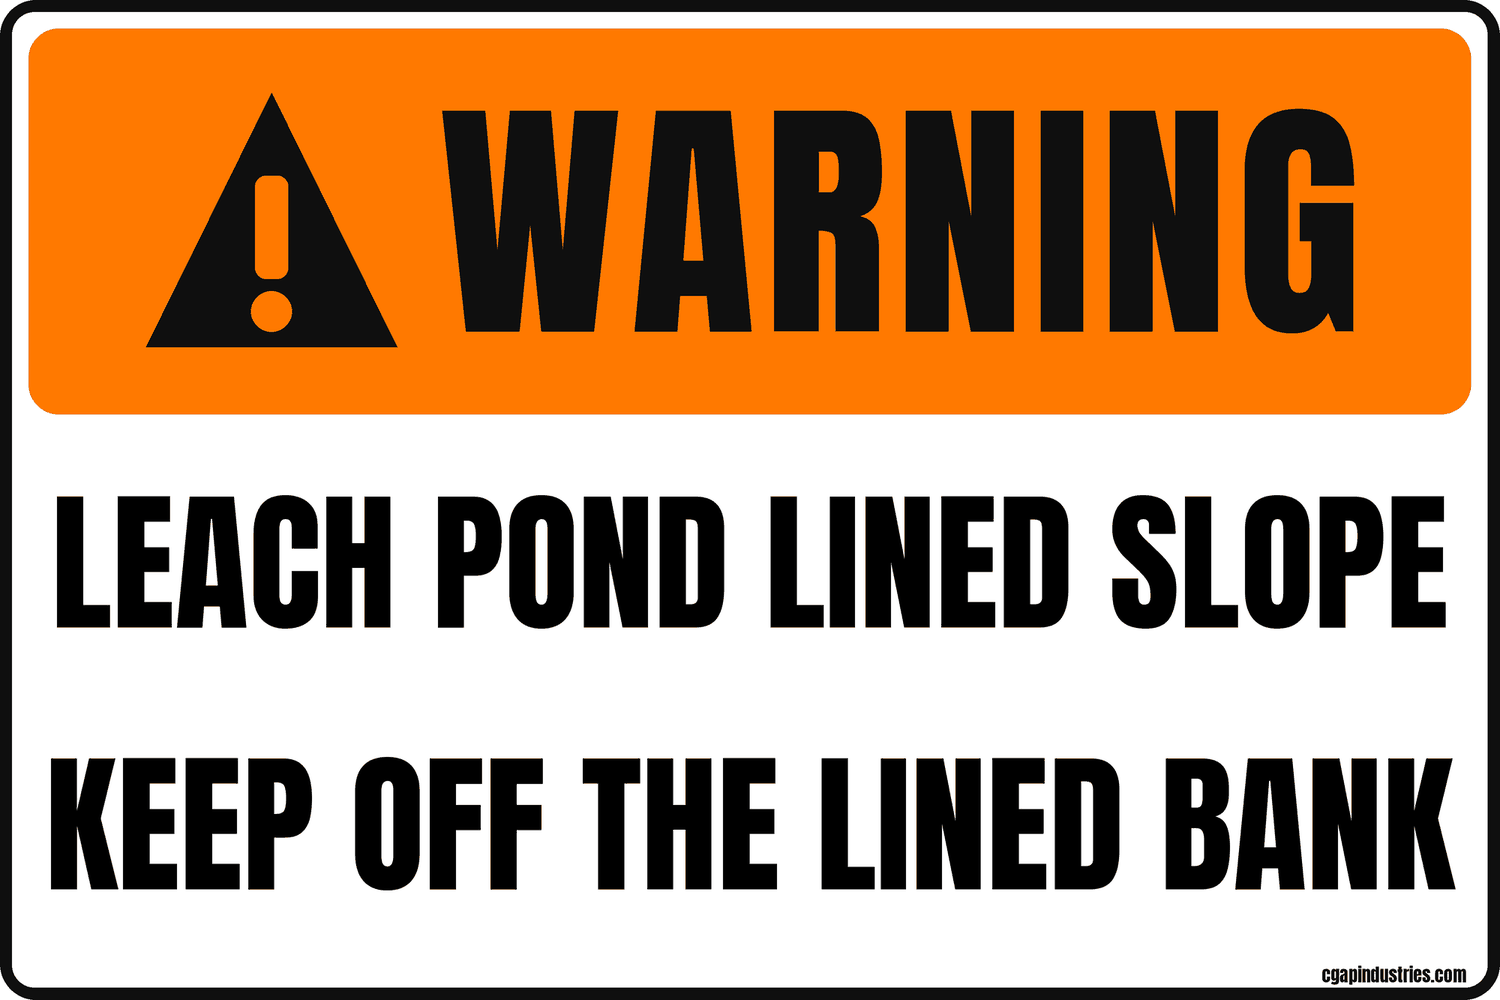 WARNING
LEACH POND LINED SLOPE
KEEP OFF THE LINED BANK
cgapindustries.com